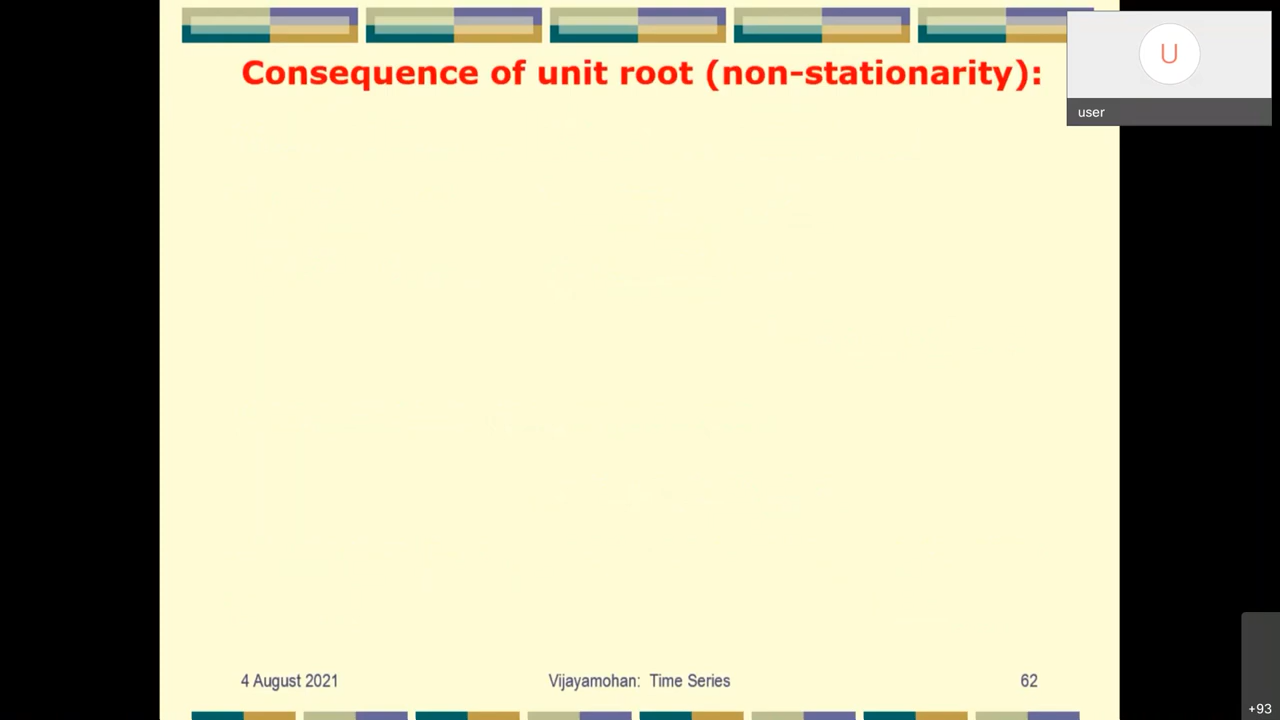 Consequence of unit root (non-stationarity):
U
user
4 August 2021
Vijayamohan: Time Series
62
+93